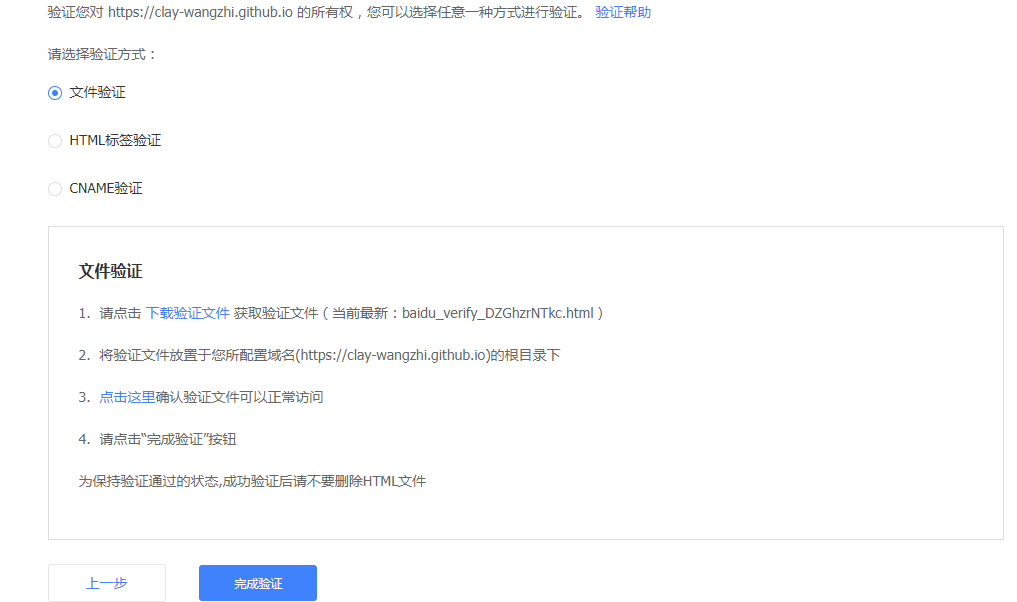 验证您对 https://clay-wangzhi.github.io 的所有权，您可以选择任意一种方式进行验证。 验证帮助
请选择验证方式：
文件验证
HTML标签验证
CNAME验证
文件验证
1. 请点击 下载验证文件 获取验证文件（当前最新：baidu_verify_DZGhzrNTkc.html）
2. 将验证文件放置于您所配置域名(https://clay-wangzhi.github.io)的根目录下
3. 点击这里确认验证文件可以正常访问
4. 请点击“完成验证”按钮
为保持验证通过的状态,成功验证后请不要删除HTML文件
上一步
完成验证